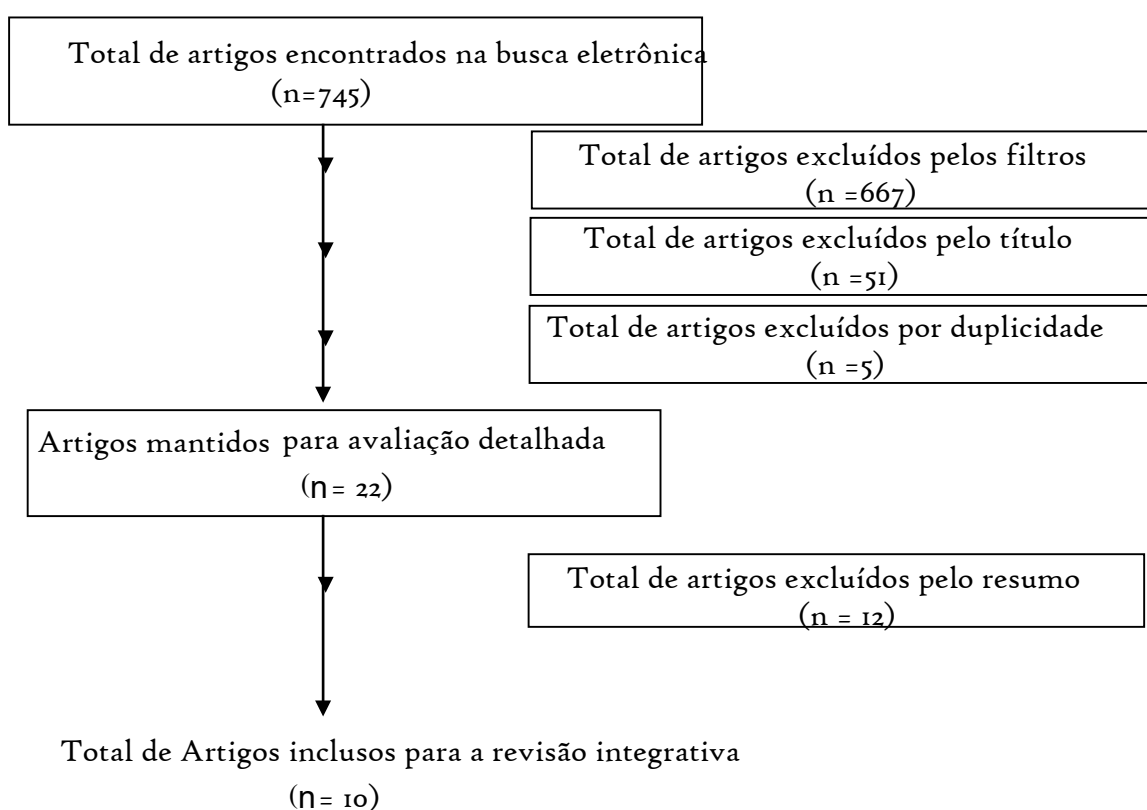 Total de artigos encontrados na busca eletrônica
(n=745)
Total de artigos excluídos pelos filtros
(n =667)
Total de artigos excluídos pelo título
(n =51)
Total de artigos excluídos por duplicidade
(n =5)
Artigos mantidos para avaliação detalhada
(n= 22)
Total de artigos excluídos pelo resumo
(n = 12)
Total de Artigos inclusos para a revisão integrativa
(n= 10)